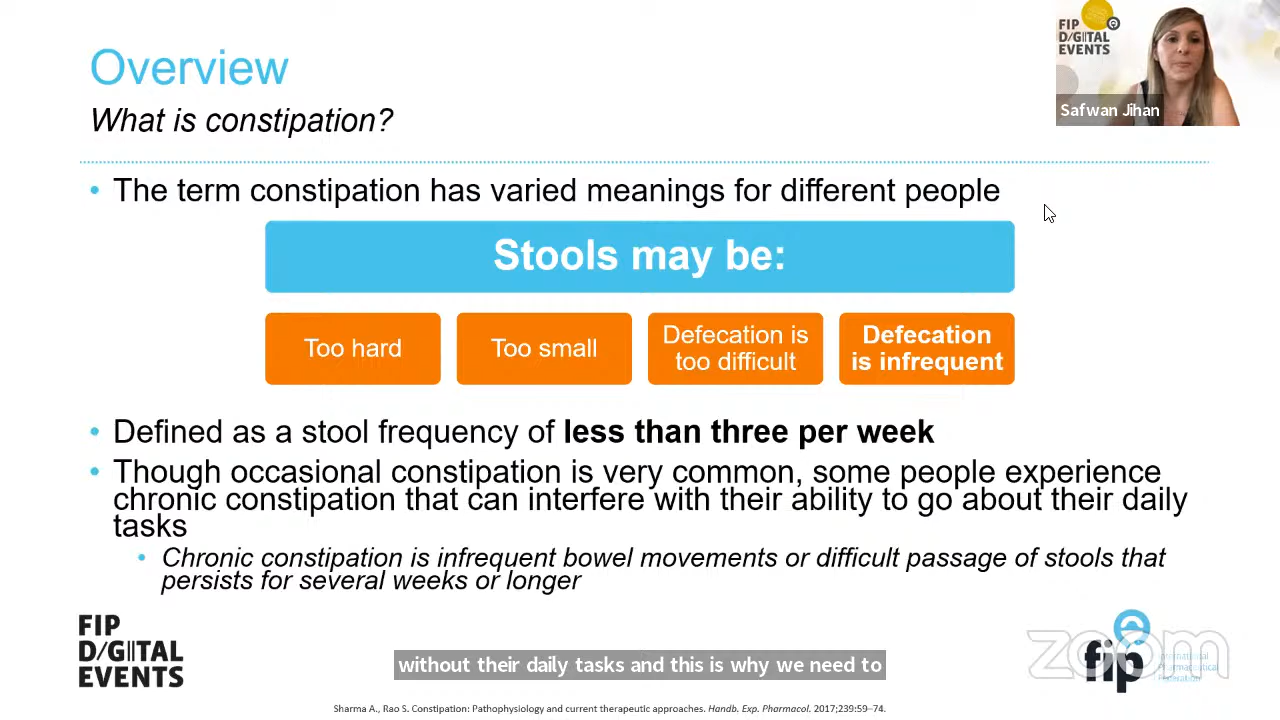 Overview
What is constipation?
FIP
D/G|TAL
EVENTS
Safwan Jihan
• The term constipation has varied meanings for different people
Stools may be:
Too hard
Too small
Defecation is
too difficult
Defecation
is infrequent
• Defined as a stool frequency of less than three per week
• Though occasional constipation is very common, some people experience
chronic constipation that can interfere with their ability to go about their daily
tasks
• Chronic constipation is infrequent bowel movements or difficult passage of stools that
persists for several weeks or longer
FIP
D/G|TAL
EVENTS
without their daily tasks and this is why we need to
zoom
fip
International
Pharmaceutical
Federation
Sharma A., Rao S. Constipation: Pathophysiology and current therapeutic approaches. Handb. Exp. Pharmacol. 2017;239:59–74.